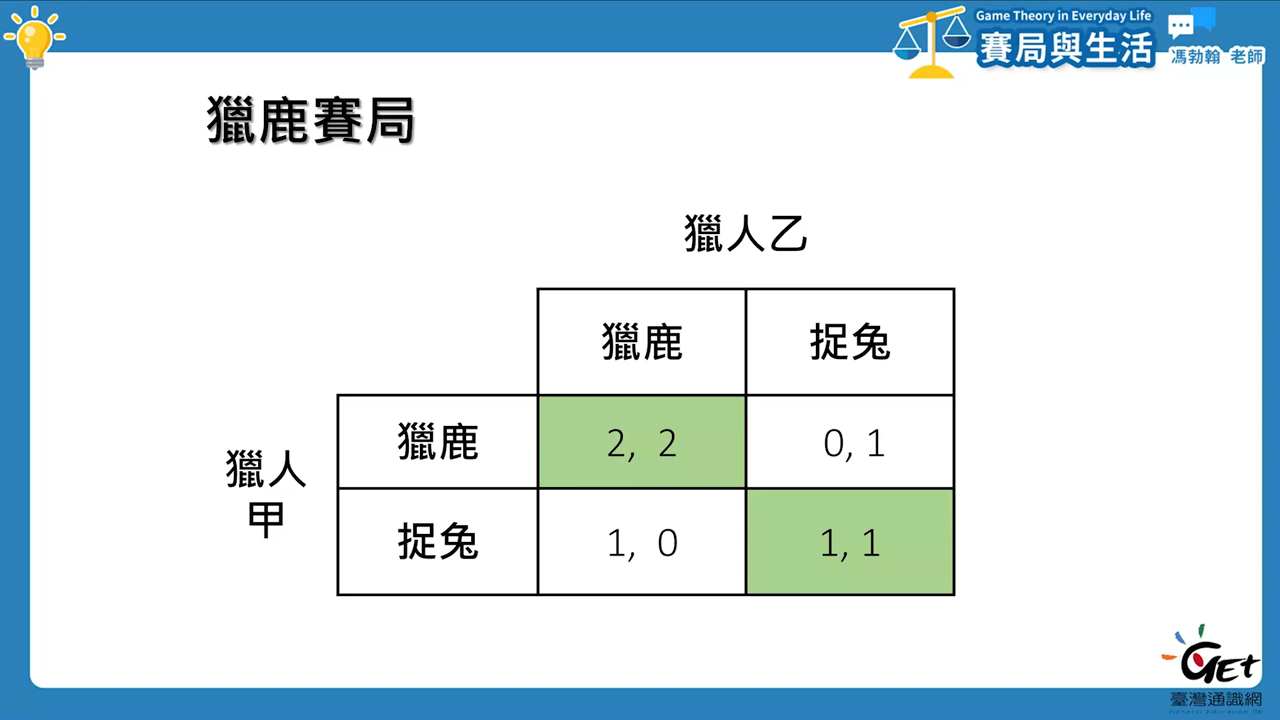 Game Theory in Everyday Life
賽局與生活
馮勃翰 老師
獵鹿賽局
獵人乙
獵鹿 捉兔
獵人
甲
獵鹿 2, 2 0, 1
捉兔 1, 0 1, 1
GET
臺灣通識網